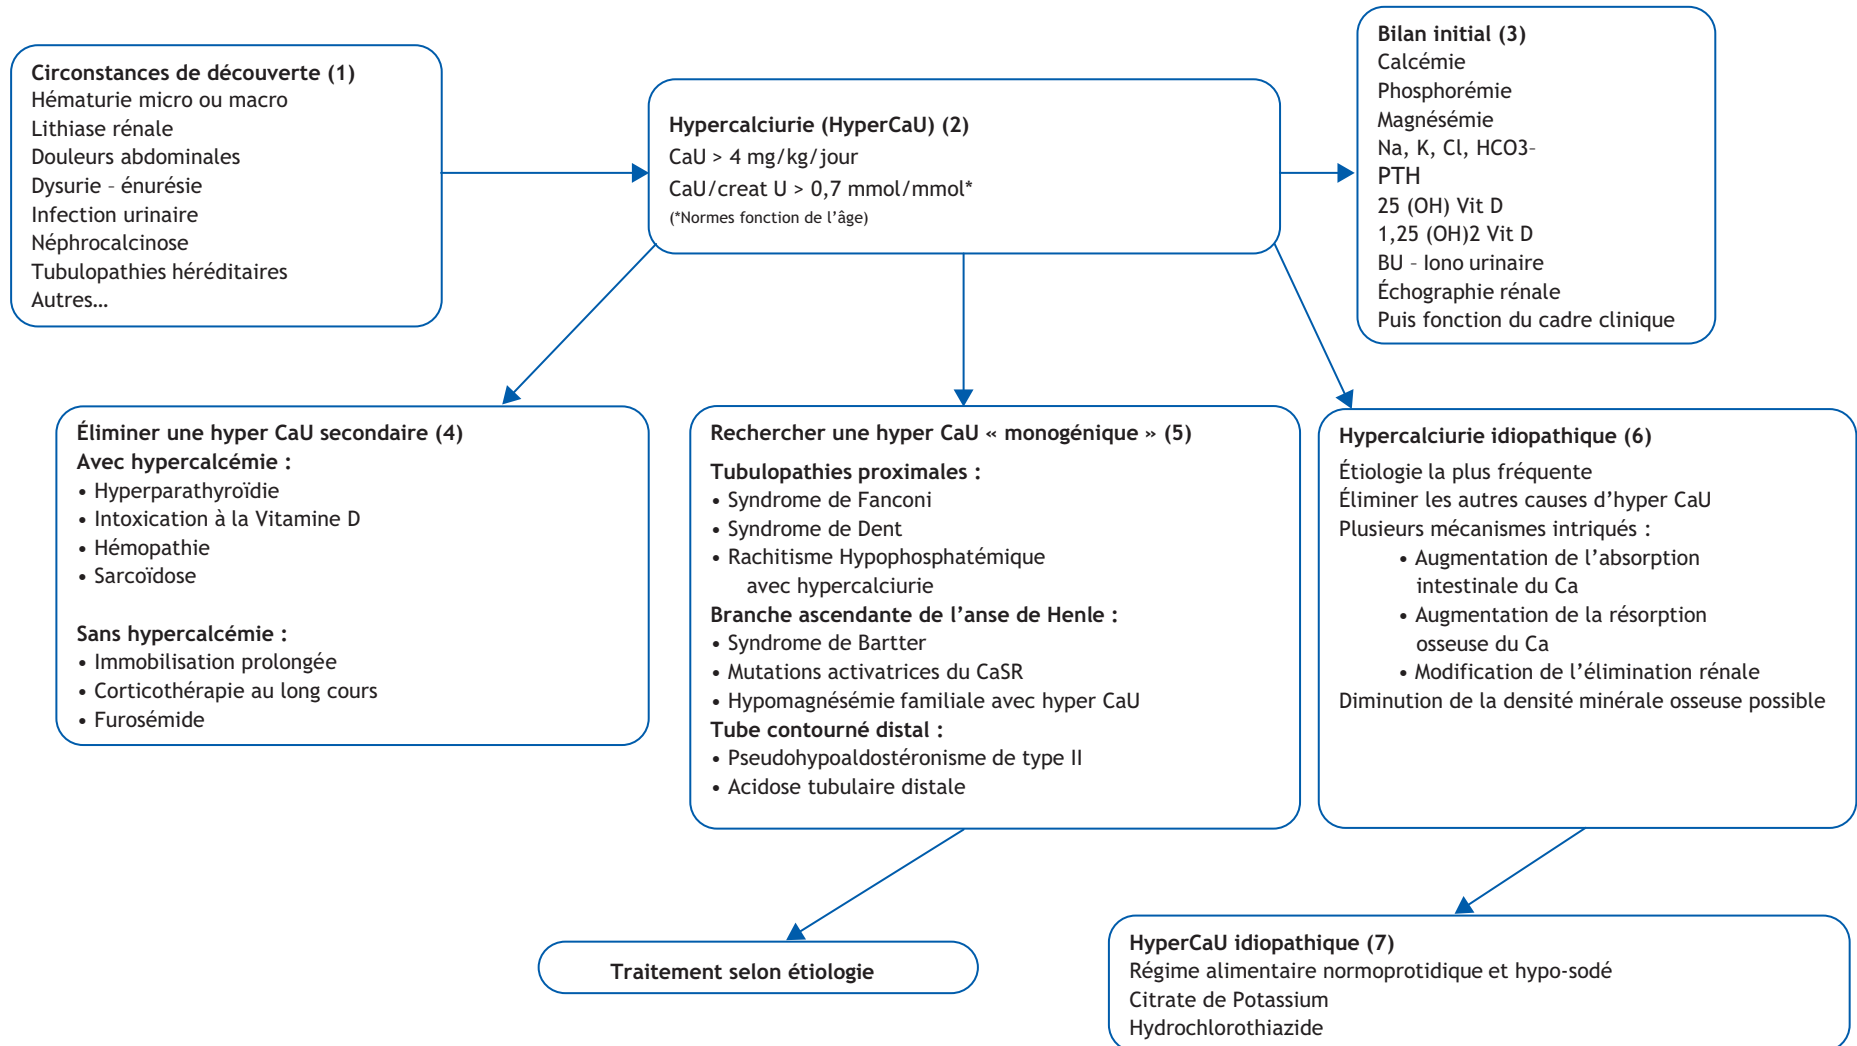 Circonstances de découverte (1)
Hématurie micro ou macro
Lithiase rénale
Douleurs abdominales
Dysurie – énurésie
Infection urinaire
Néphrocalcinose
Tubulopathies héréditaires
Autres…
Hypercalciurie (HyperCaU) (2)
CaU > 4 mg/kg/jour
CaU/creat U > 0,7 mmol/mmol*
(*Normes fonction de l’âge)
Bilan initial (3)
Calcémie
Phosphorémie
Magnésémie
Na, K, Cl, HCO3–
PTH
25 (OH) Vit D
1,25 (OH)2 Vit D
BU – Iono urinaire
Échographie rénale
Puis fonction du cadre clinique
Éliminer une hyper CaU secondaire (4)
Avec hypercalcémie :
• Hyperparathyroïdie
• Intoxication à la Vitamine D
• Hémopathie
• Sarcoïdose
Sans hypercalcémie :
• Immobilisation prolongée
• Corticothérapie au long cours
• Furosémide
Rechercher une hyper CaU « monogénique » (5)
Tubulopathies proximales :
• Syndrome de Fanconi
• Syndrome de Dent
• Rachitisme Hypophosphatémique
avec hypercalciurie
Branche ascendante de l’anse de Henle :
• Syndrome de Bartter
• Mutations activatrices du CaSR
• Hypomagnésémie familiale avec hyper CaU
Tube contourné distal :
• Pseudohypoaldostéronisme de type II
• Acidose tubulaire distale
Hypercalciurie idiopathique (6)
Étiologie la plus fréquente
Éliminer les autres causes d’hyper CaU
Plusieurs mécanismes intriqués :
• Augmentation de l’absorption
intestinale du Ca
• Augmentation de la résorption
osseuse du Ca
• Modification de l’élimination rénale
Diminution de la densité minérale osseuse possible
Traitement selon étiologie
HyperCaU idiopathique (7)
Régime alimentaire normoprotidique et hypo-sodé
Citrate de Potassium
Hydrochlorothiazide